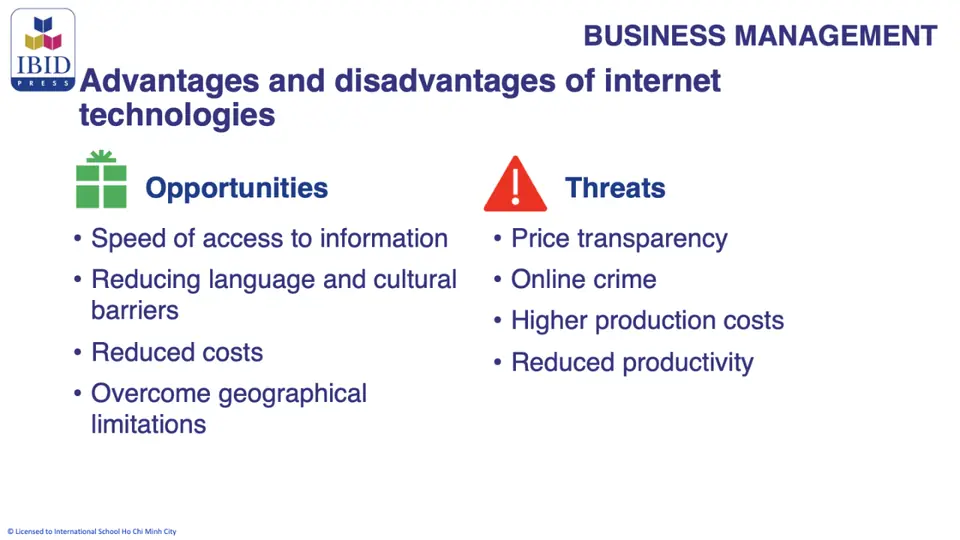 IBID
PRESS
BUSINESS MANAGEMENT
Advantages and disadvantages of internet
technologies
Opportunities
• Speed of access to information
• Reducing language and cultural
barriers
• Reduced costs
• Overcome geographical
limitations
Threats
• Price transparency
• Online crime
• Higher production costs
• Reduced productivity
© Licensed to International School Ho Chi Minh City